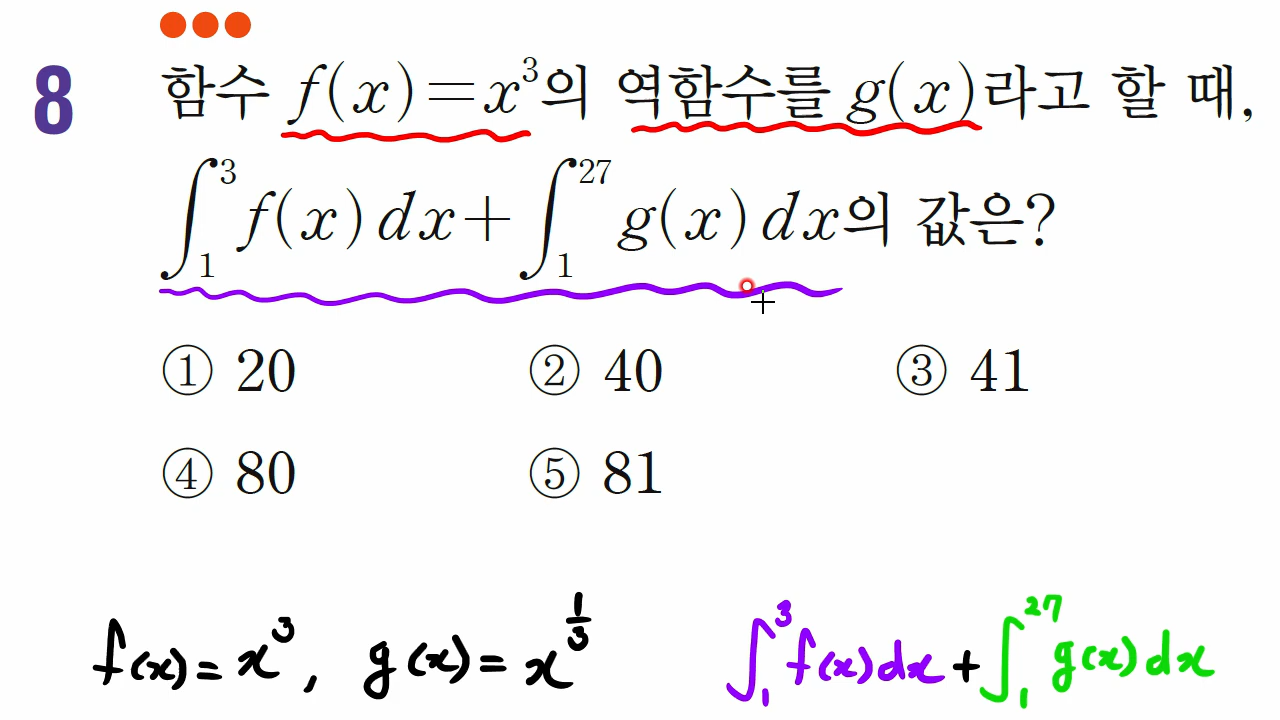 8 함수 f(x)=x³의 역함수를 g(x)라고 할 때,
∫₁³ f(x)dx+∫₁²⁷ g(x)dx의 값은?
① 20 ② 40 ③ 41
④ 80 ⑤ 81
f(x)=x³, g(x)=x^(1/3) ∫₁³ f(x)dx+∫₁²⁷ g(x)dx